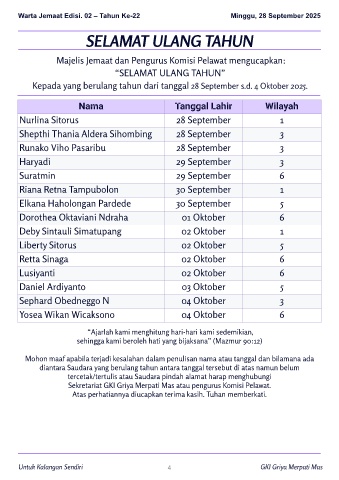 Warta Jemaat Edisi. 02 – Tahun Ke-22 Minggu, 28 September 2025
SELAMAT ULANG TAHUN
Majelis Jemaat dan Pengurus Komisi Pelawat mengucapkan:
“SELAMAT ULANG TAHUN”
Kepada yang berulang tahun dari tanggal 28 September s.d. 4 Oktober 2025.
Nama Tanggal Lahir Wilayah
Nurlina Sitorus 28 September 1
Shepthi Thania Aldera Sihombing 28 September 3
Runako Viho Pasaribu 28 September 3
Haryadi 29 September 3
Suratmin 29 September 6
Riana Retna Tampubolon 30 September 1
Elkana Haholongan Pardede 30 September 5
Dorothea Oktaviani Ndraha 01 Oktober 6
Deby Sintauli Simatupang 02 Oktober 1
Liberty Sitorus 02 Oktober 5
Retta Sinaga 02 Oktober 6
Lusiyanti 02 Oktober 6
Daniel Ardiyanto 03 Oktober 5
Sephard Obedneggo N 04 Oktober 3
Yosea Wikan Wicaksono 04 Oktober 6
“Ajarlah kami menghitung hari-hari kami sedemikian,
sehingga kami beroleh hati yang bijaksana” (Mazmur 90:12)
Mohon maaf apabila terjadi kesalahan dalam penulisan nama atau tanggal dan bilamana ada
diantara Saudara yang berulang tahun antara tanggal tersebut di atas namun belum
tercetak/tertulis atau Saudara pindah alamat harap menghubungi
Sekretariat GKI Griya Merpati Mas atau pengurus Komisi Pelawat.
Atas perhatiannya diucapkan terima kasih, Tuhan memberkati.
Untuk Kalangan Sendiri 4 GKI Griya Merpati Mas